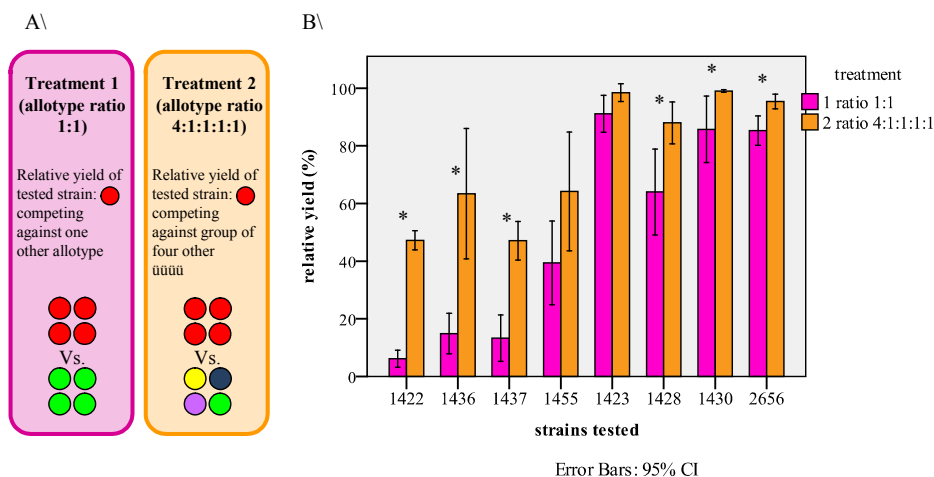 A\
B\
Treatment 1
(allotype ratio
1:1)
Relative yield of
tested strain:
competing
against one
other allotype
Vs.
Treatment 2
(allotype ratio
4:1:1:1:1)
Relative yield of
tested strain:
competing
against group of
four other
üüüü
Vs.
relative yield (%)
100
80
60
40
20
0
* * * * * *
1422 1436 1437 1455 1423 1428 1430 2656
strains tested
Error Bars: 95% CI
treatment
1 ratio 1:1
2 ratio 4:1:1:1:1